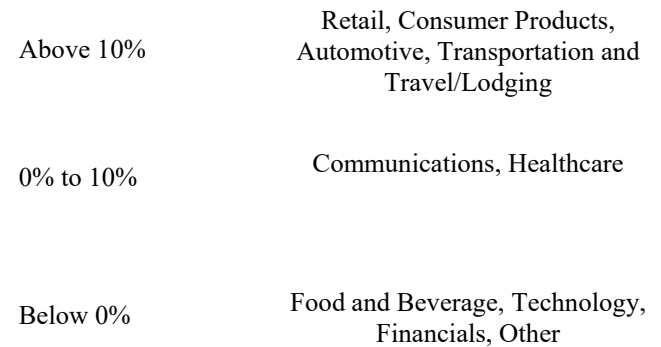 Above 10%
Retail, Consumer Products,
Automotive, Transportation and
Travel/Lodging
0% to 10%
Communications, Healthcare
Below 0%
Food and Beverage, Technology,
Financials, Other